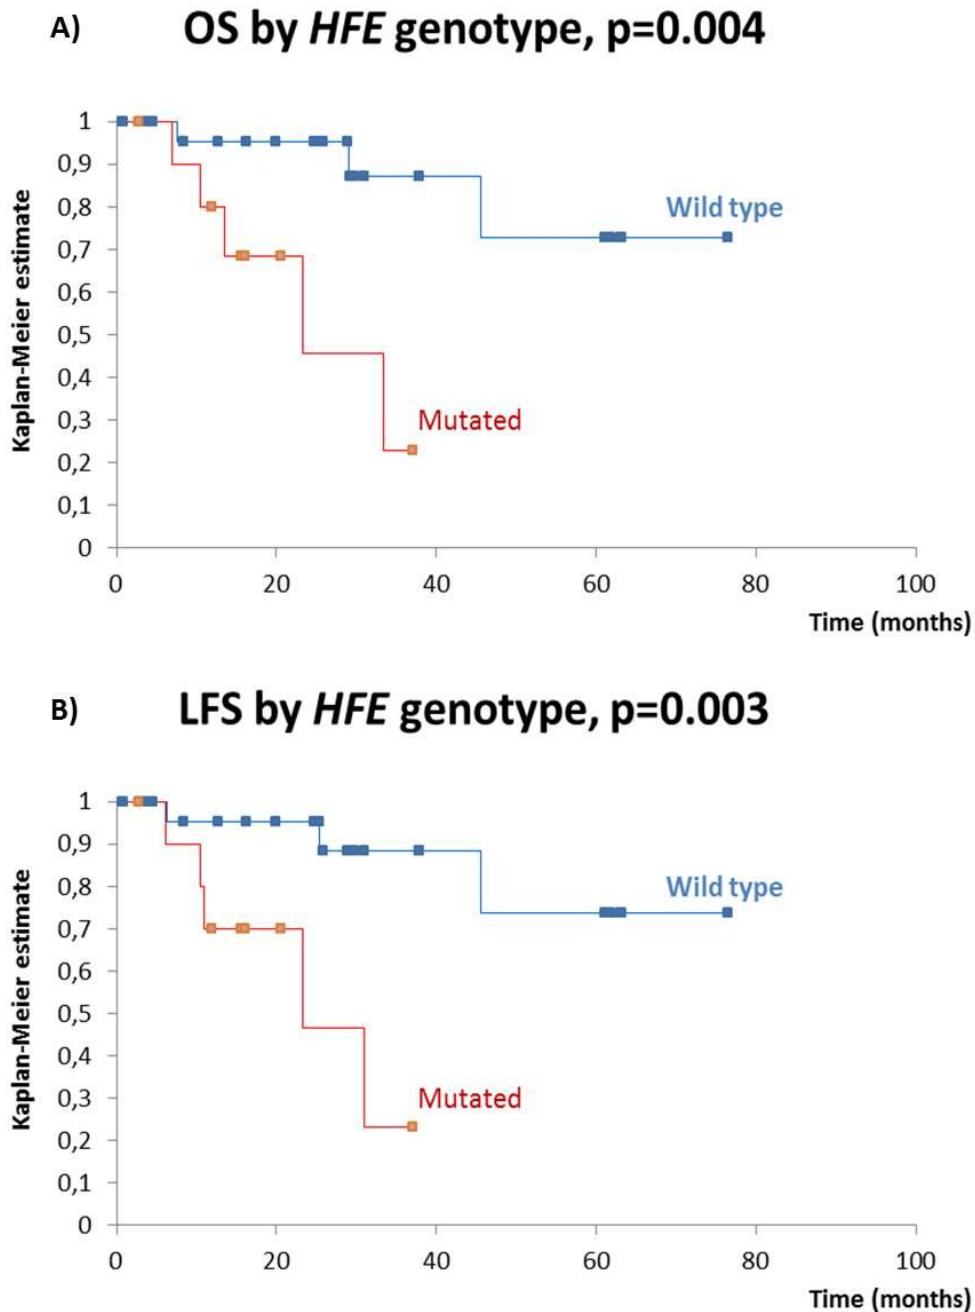 A)
OS by HFE genotype, p=0.004
Kaplan-Meier estimate
1
0,9
0,8
0,7
0,6
0,5
0,4
0,3
0,2
0,1
0
Wild type
Mutated
0 20 40 60 80 100
Time (months)
B)
LFS by HFE genotype, p=0.003
Kaplan-Meier estimate
1
0,9
0,8
0,7
0,6
0,5
0,4
0,3
0,2
0,1
0
Wild type
Mutated
0 20 40 60 80 100
Time (months)